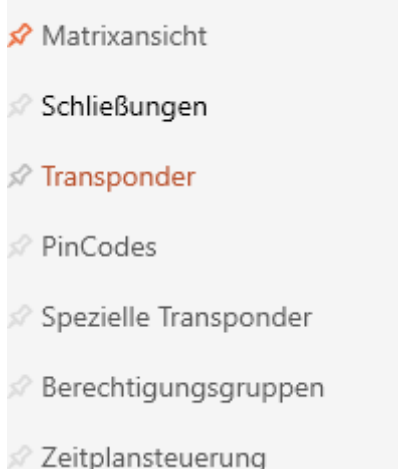 Matrixansicht
Schließungen
Transponder
PinCodes
Spezielle Transponder
Berechtigungsgruppen
Zeitplansteuerung